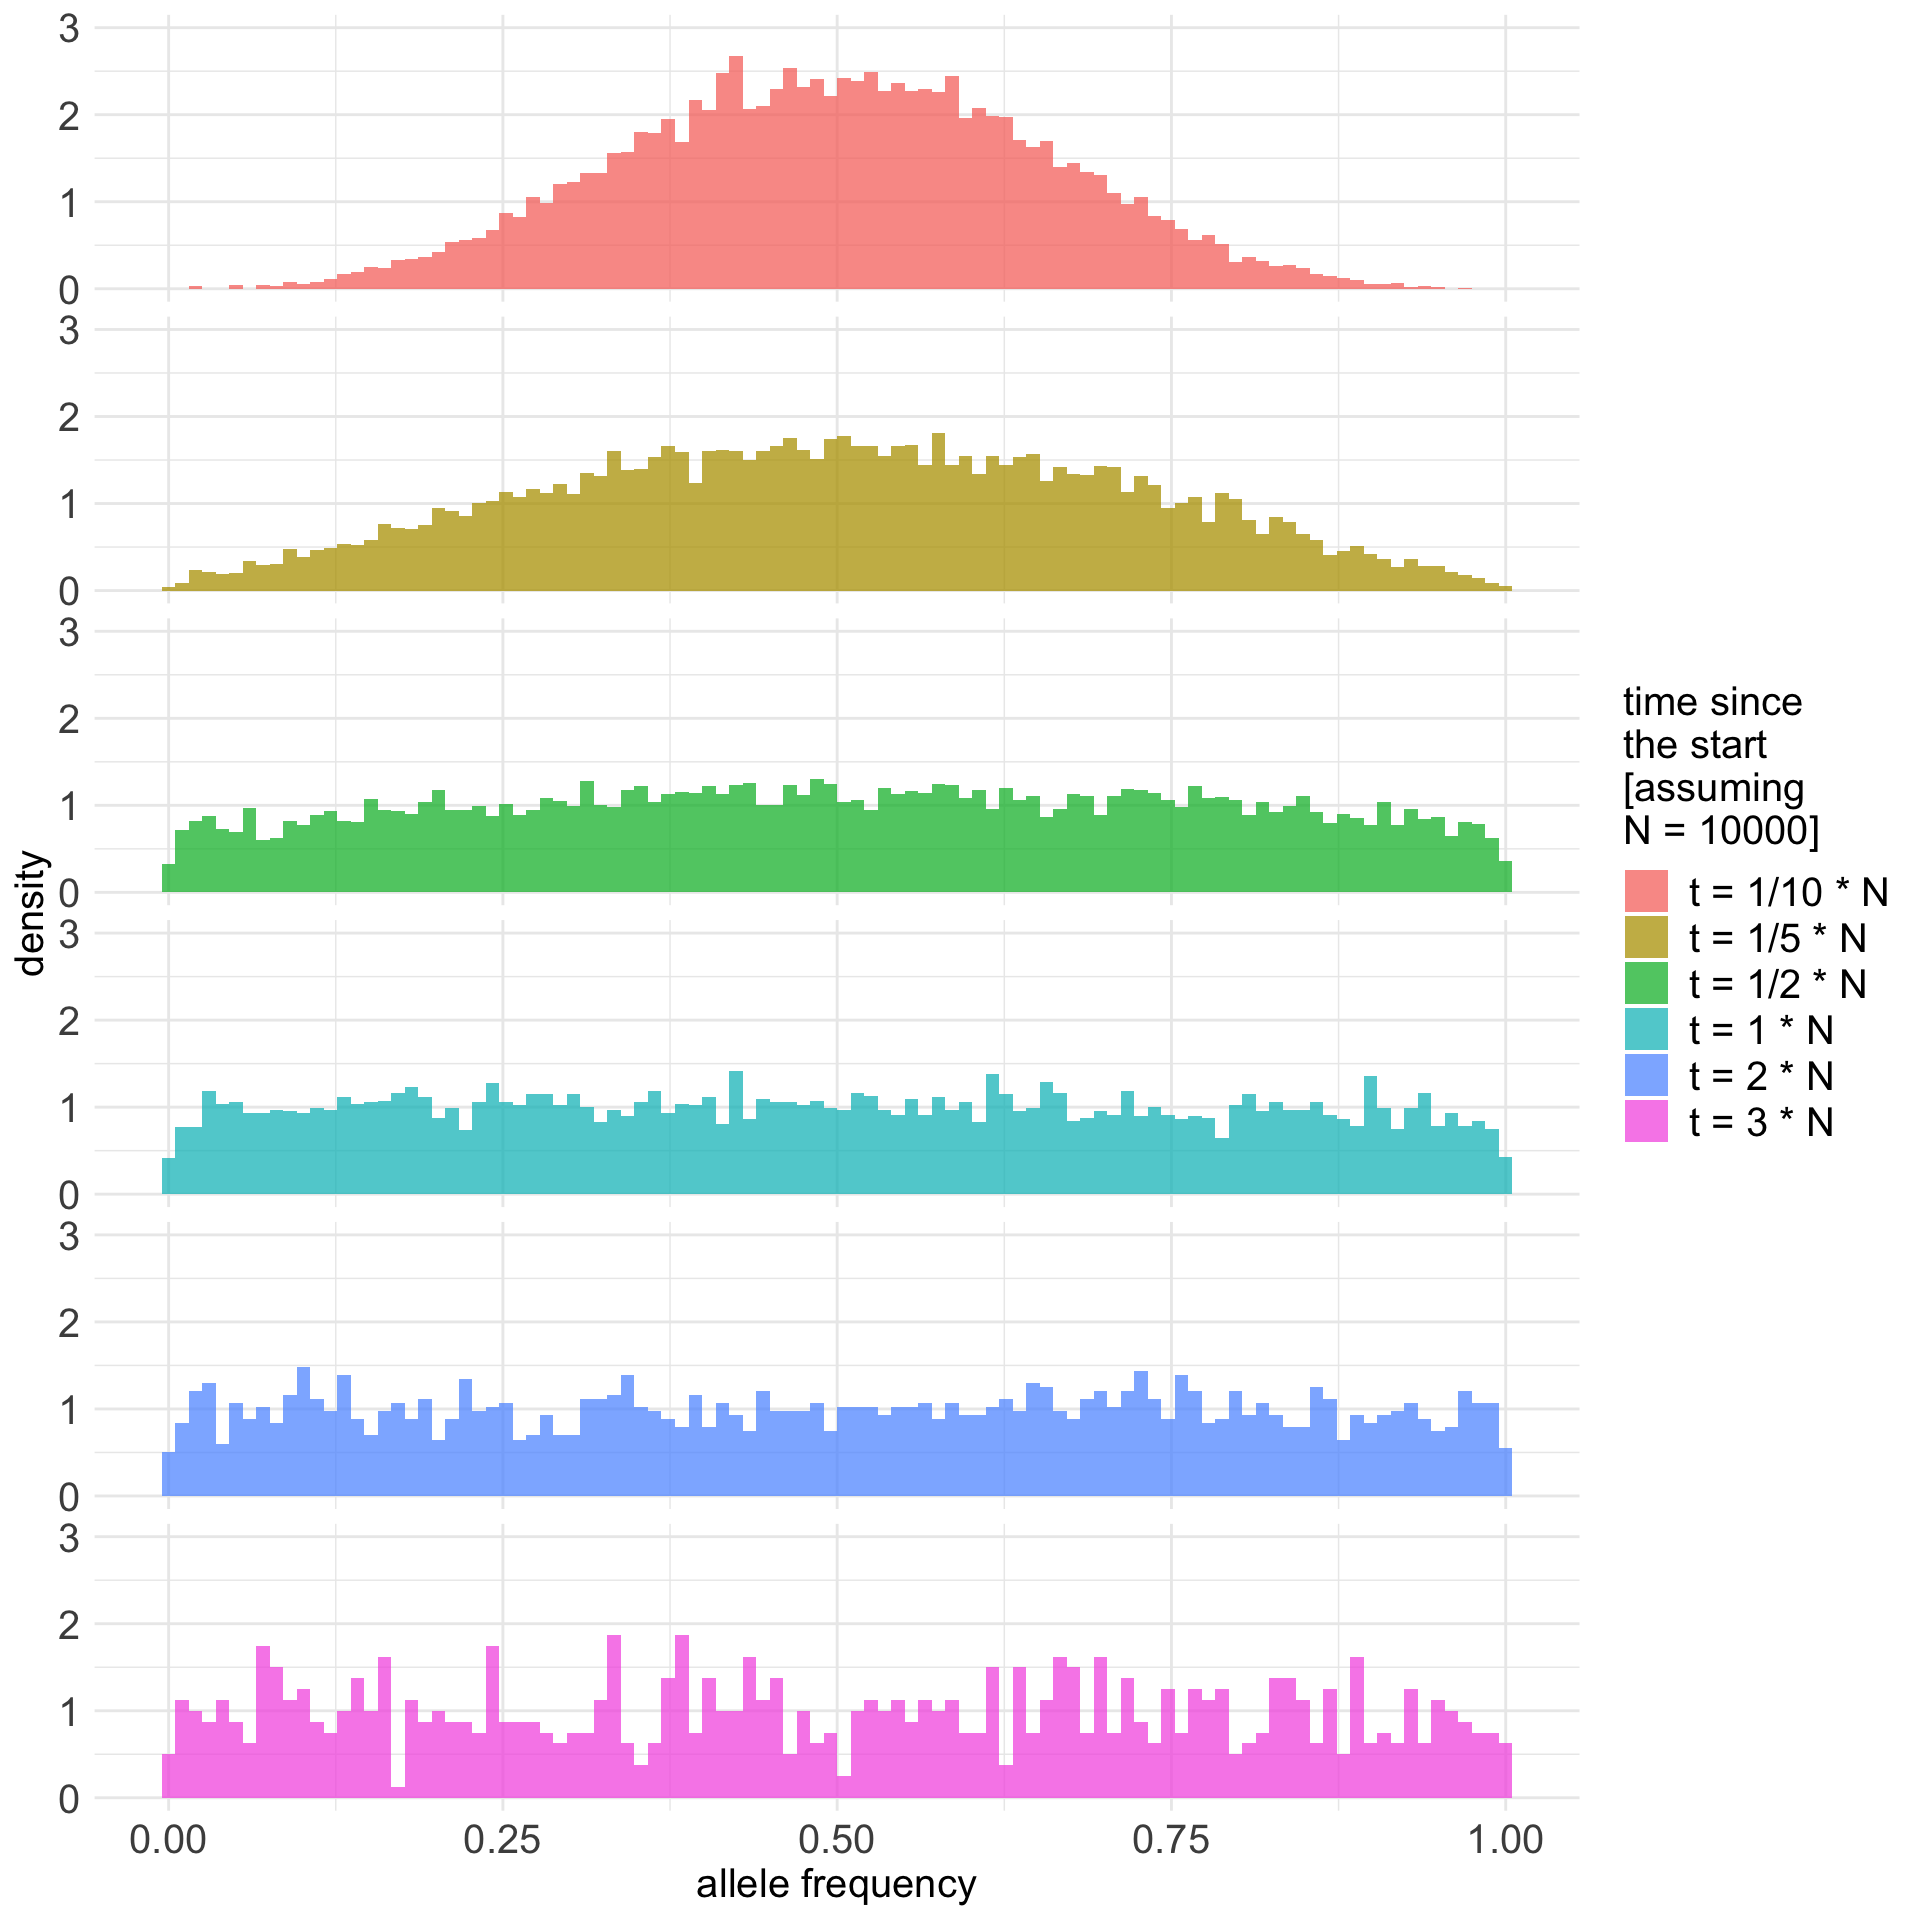 3
2
1
0
3
2
1
0
3
2
1
0
3
2
1
0
3
2
1
0
3
2
1
0
density
0.00 0.25 0.50 0.75 1.00
allele frequency
time since
the start
[assuming
N = 10000]
t = 1/10 * N
t = 1/5 * N
t = 1/2 * N
t = 1 * N
t = 2 * N
t = 3 * N